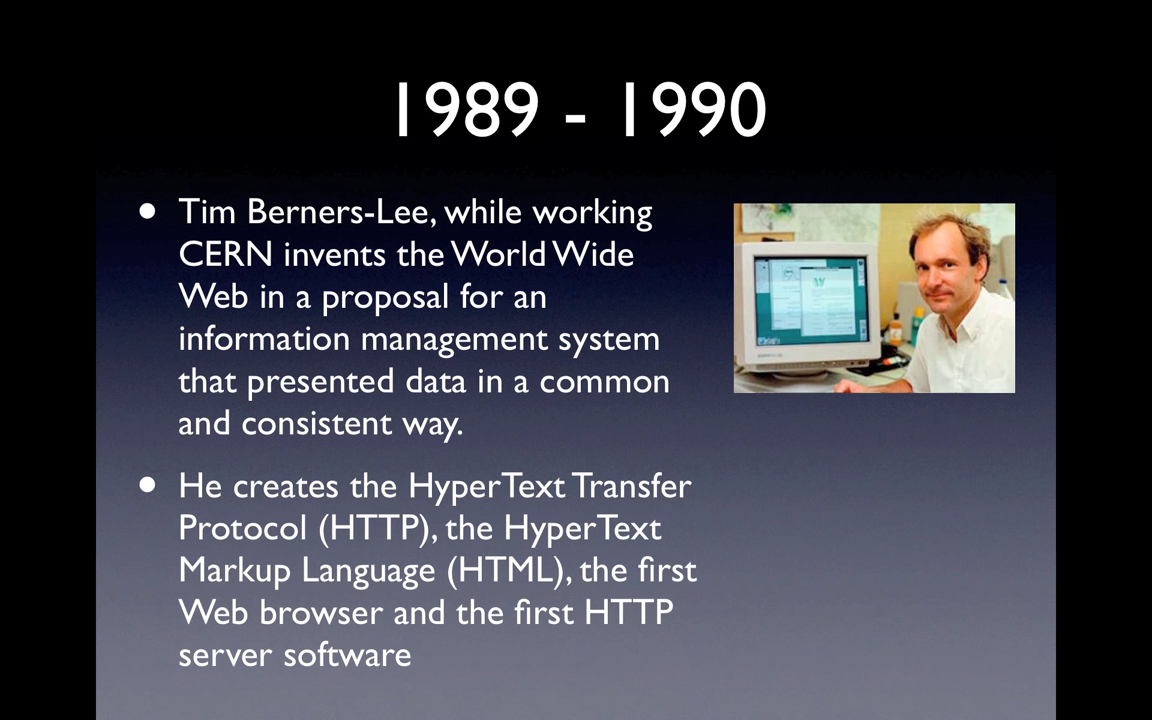 1989 - 1990
• Tim Berners-Lee, while working
CERN invents the World Wide
Web in a proposal for an
information management system
that presented data in a common
and consistent way.
• He creates the HyperText Transfer
Protocol (HTTP), the HyperText
Markup Language (HTML), the first
Web browser and the first HTTP
server software